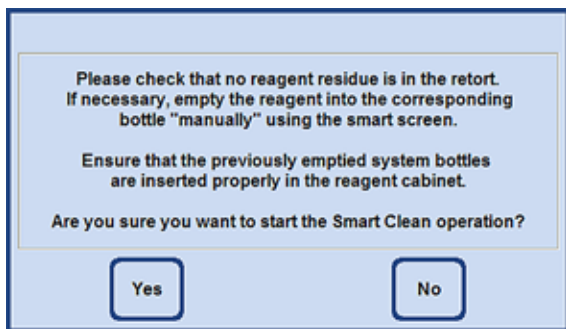 Please check that no reagent residue is in the retort.
If necessary, empty the reagent into the corresponding
bottle "manually" using the smart screen.
Ensure that the previously emptied system bottles
are inserted properly in the reagent cabinet.
Are you sure you want to start the Smart Clean operation?
Yes
No